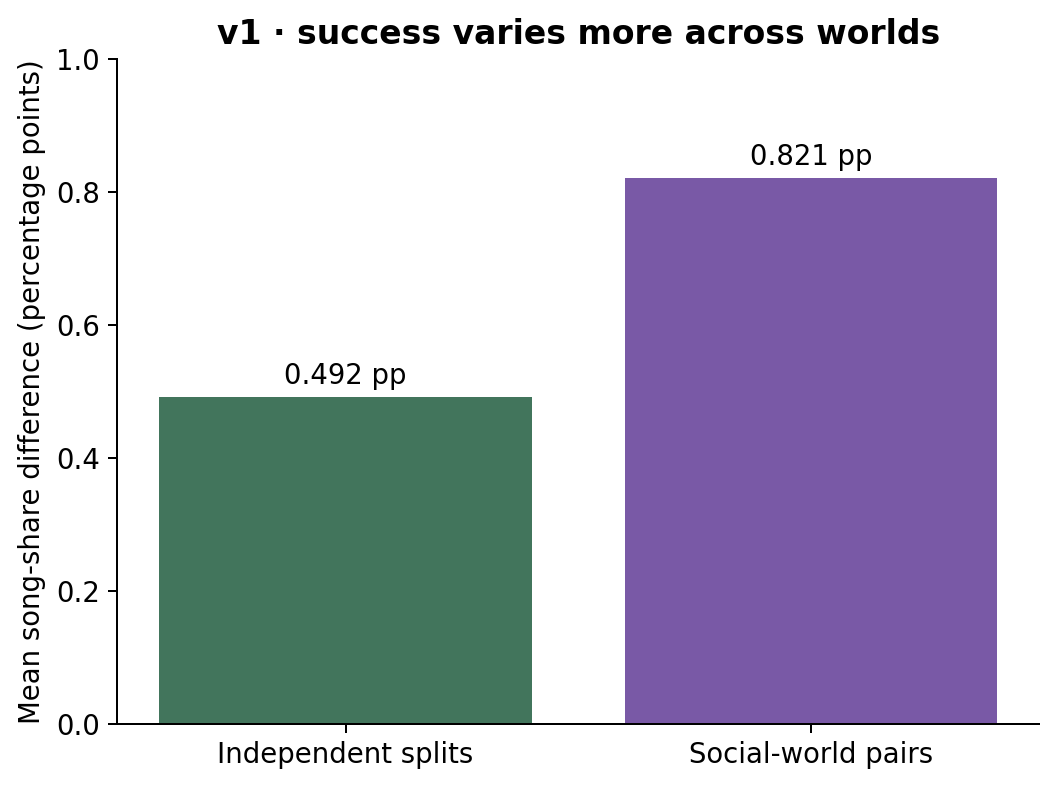 v1 · success varies more across worlds
Mean song-share difference (percentage points)
1.0
0.8
0.6
0.4
0.2
0.0
0.492 pp
0.821 pp
Independent splits
Social-world pairs